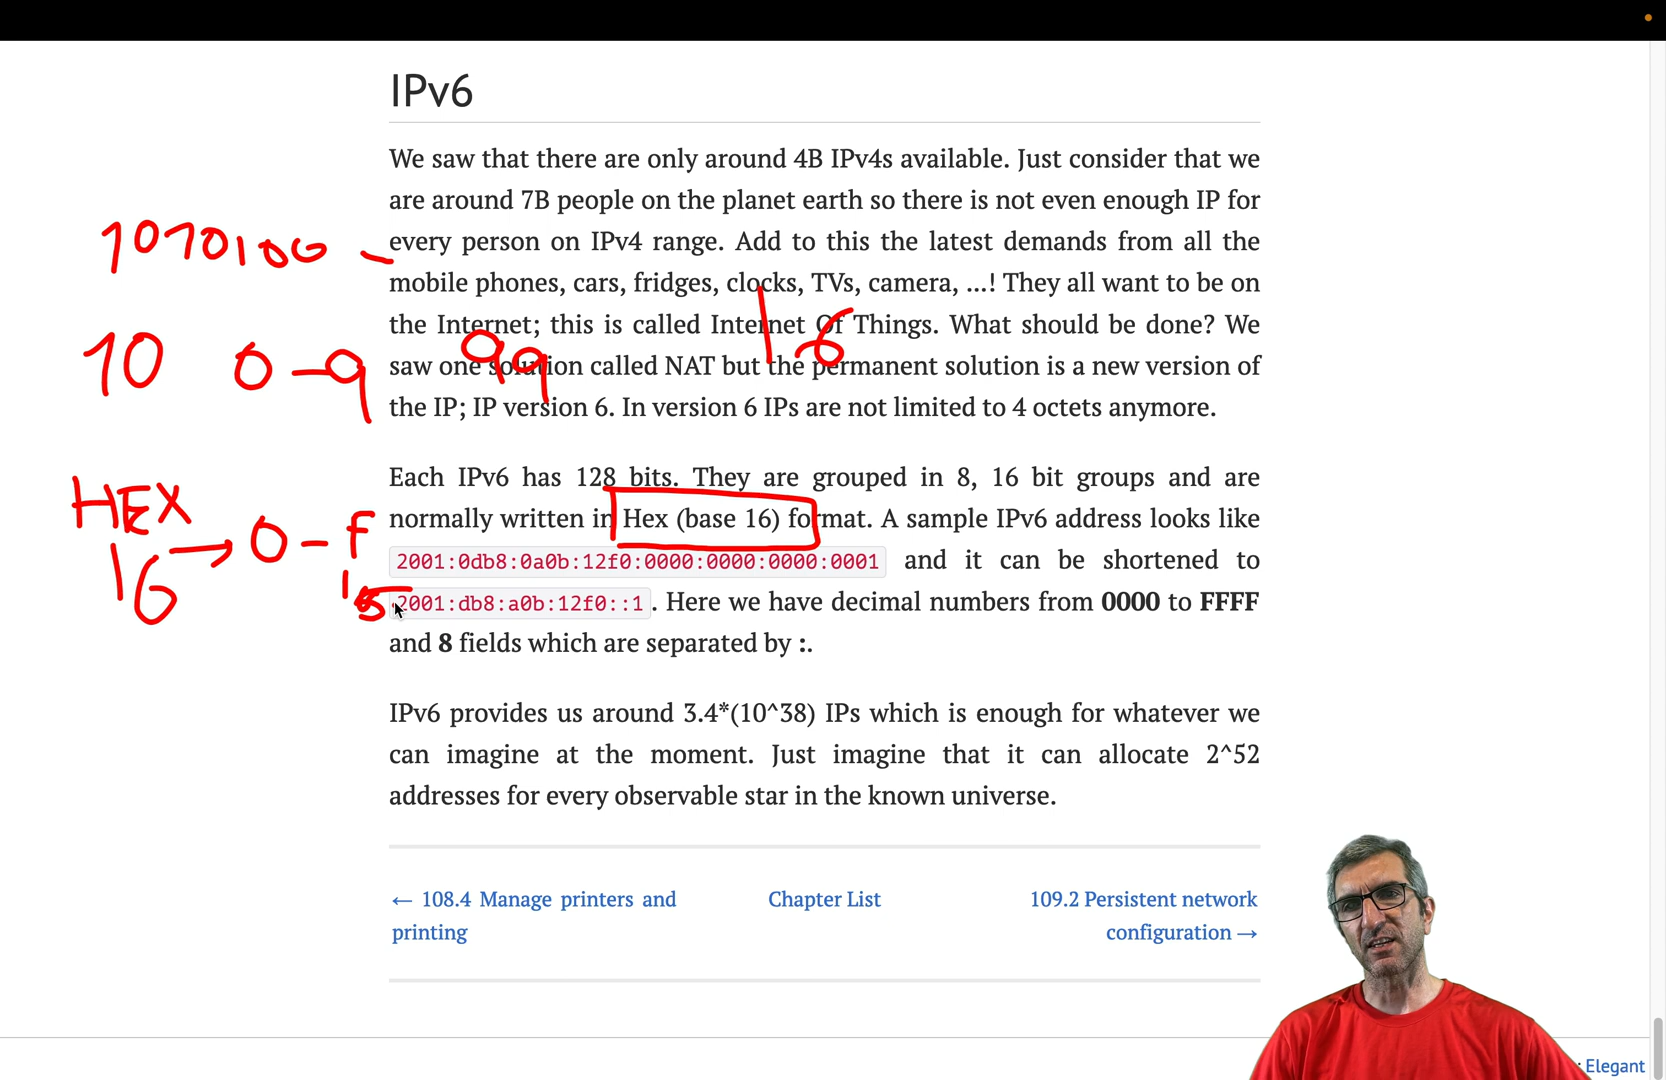 IPv6
We saw that there are only around 4B IPv4s available. Just consider that we
are around 7B people on the planet earth so there is not even enough IP for
1010100 -
every person on IPv4 range. Add to this the latest demands from all the
mobile phones, cars, fridges, clocks, TVs, camera, ...! They all want to be on
the Internet; this is called Internet Of Things. What should be done? We
16
10 0-9 99
saw one solution called NAT but the permanent solution is a new version of
the IP; IP version 6. In version 6 IPs are not limited to 4 octets anymore.
Each IPv6 has 128 bits. They are grouped in 8, 16 bit groups and are
HEX
normally written in Hex (base 16) format. A sample IPv6 address looks like
16 → 0-F
2001:0db8:0a0b:12f0:0000:0000:0000:0001 and it can be shortened to
15
2001:db8:a0b:12f0::1. Here we have decimal numbers from 0000 to FFFF
and 8 fields which are separated by :.
IPv6 provides us around 3.4*(10^38) IPs which is enough for whatever we
can imagine at the moment. Just imagine that it can allocate 2^52
addresses for every observable star in the known universe.
← 108.4 Manage printers and
printing
Chapter List
109.2 Persistent network
configuration →
: Elegant